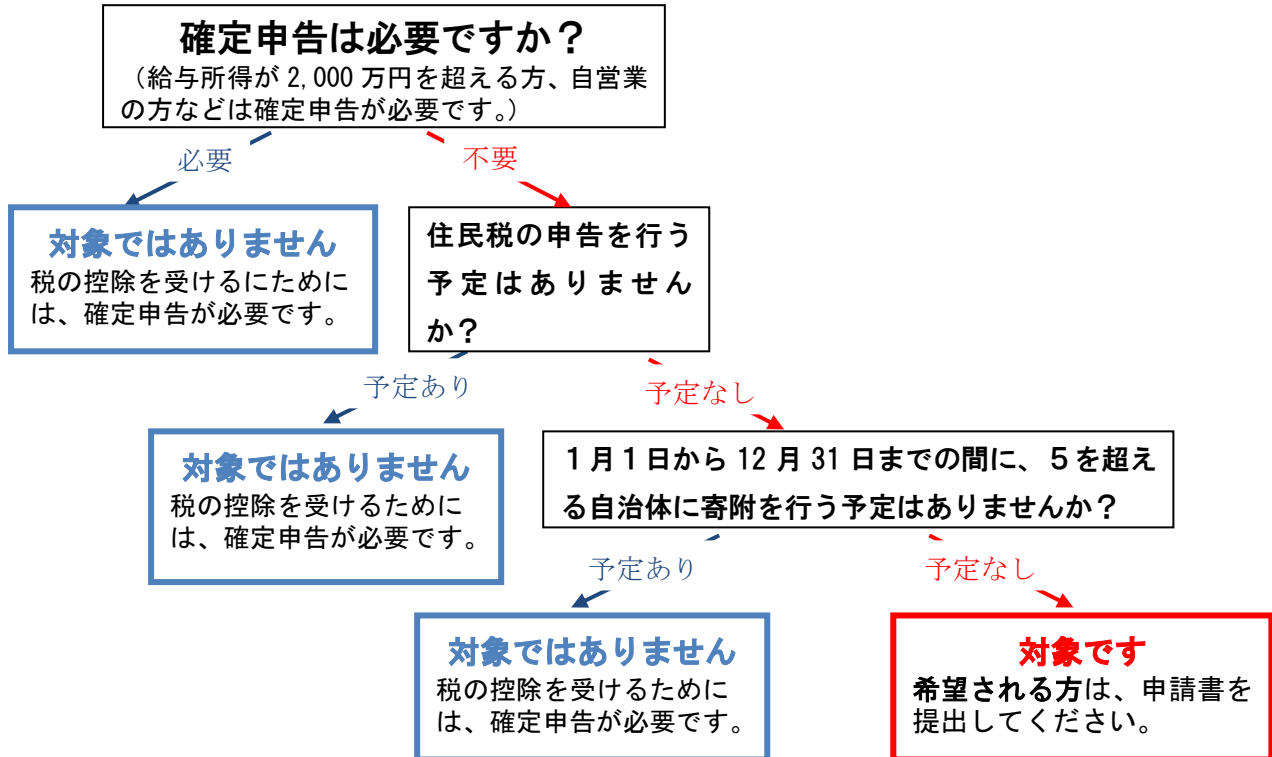 確定申告は必要ですか？
（給与所得が 2,000 万円を超える方、自営業
の方などは確定申告が必要です。）
必要
不要
対象ではありません
税の控除を受けるにために
は、確定申告が必要です。
住民税の申告を行う
予定はありません
か？
予定あり
予定なし
対象ではありません
税の控除を受けるために
は、確定申告が必要です。
１月１日から 12 月 31 日までの間に、５を超え
る自治体に寄附を行う予定はありませんか？
予定あり
予定なし
対象ではありません
税の控除を受けるために
は、確定申告が必要です。
対象です
希望される方は、申請書を
提出してください。